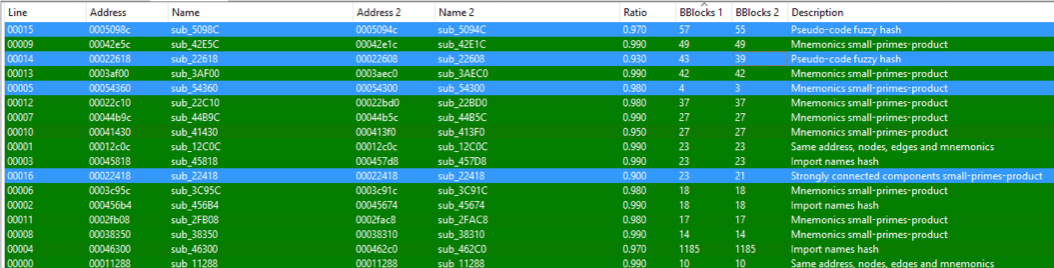 Line Address Name Address 2 Name 2 Ratio BBlocks 1 BBlocks 2 Description
00015 0005098c sub_5098C 0005094c sub_5094C 0.970 57 55 Pseudo-code fuzzy hash
00009 00042e5c sub_42E5C 00042e1c sub_42E1C 0.990 49 49 Mnemonics small-primes-product
00014 00022618 sub_22618 00022608 sub_22608 0.930 43 39 Pseudo-code fuzzy hash
00013 0003af00 sub_3AF00 0003aec0 sub_3AEC0 0.990 42 42 Mnemonics small-primes-product
00005 00054360 sub_54360 00054300 sub_54300 0.980 4 3 Mnemonics small-primes-product
00012 00022c10 sub_22C10 00022bd0 sub_22BD0 0.990 37 37 Mnemonics small-primes-product
00007 00044b9c sub_44B9C 00044b5c sub_44B5C 0.990 27 27 Mnemonics small-primes-product
00010 00041430 sub_41430 000413f0 sub_413F0 0.950 27 27 Mnemonics small-primes-product
00001 00012c0c sub_12C0C 00012c0c sub_12C0C 0.990 23 23 Same address, nodes, edges and mnemonics
00003 00045818 sub_45818 000457d8 sub_457D8 0.990 23 23 Import names hash
00016 00022418 sub_22418 00022418 sub_22418 0.900 23 21 Strongly connected components small-primes-product
00006 0003c95c sub_3C95C 0003c91c sub_3C91C 0.980 18 18 Mnemonics small-primes-product
00002 000456b4 sub_456B4 00045674 sub_45674 0.990 18 18 Import names hash
00011 0002fb08 sub_2FB08 0002fac8 sub_2FAC8 0.980 17 17 Mnemonics small-primes-product
00008 00038350 sub_38350 00038310 sub_38310 0.990 14 14 Mnemonics small-primes-product
00004 00046300 sub_46300 000462c0 sub_462C0 0.970 1185 1185 Import names hash
00000 00011288 sub_11288 00011288 sub_11288 0.990 10 10 Same address, nodes, edges and mnemonics